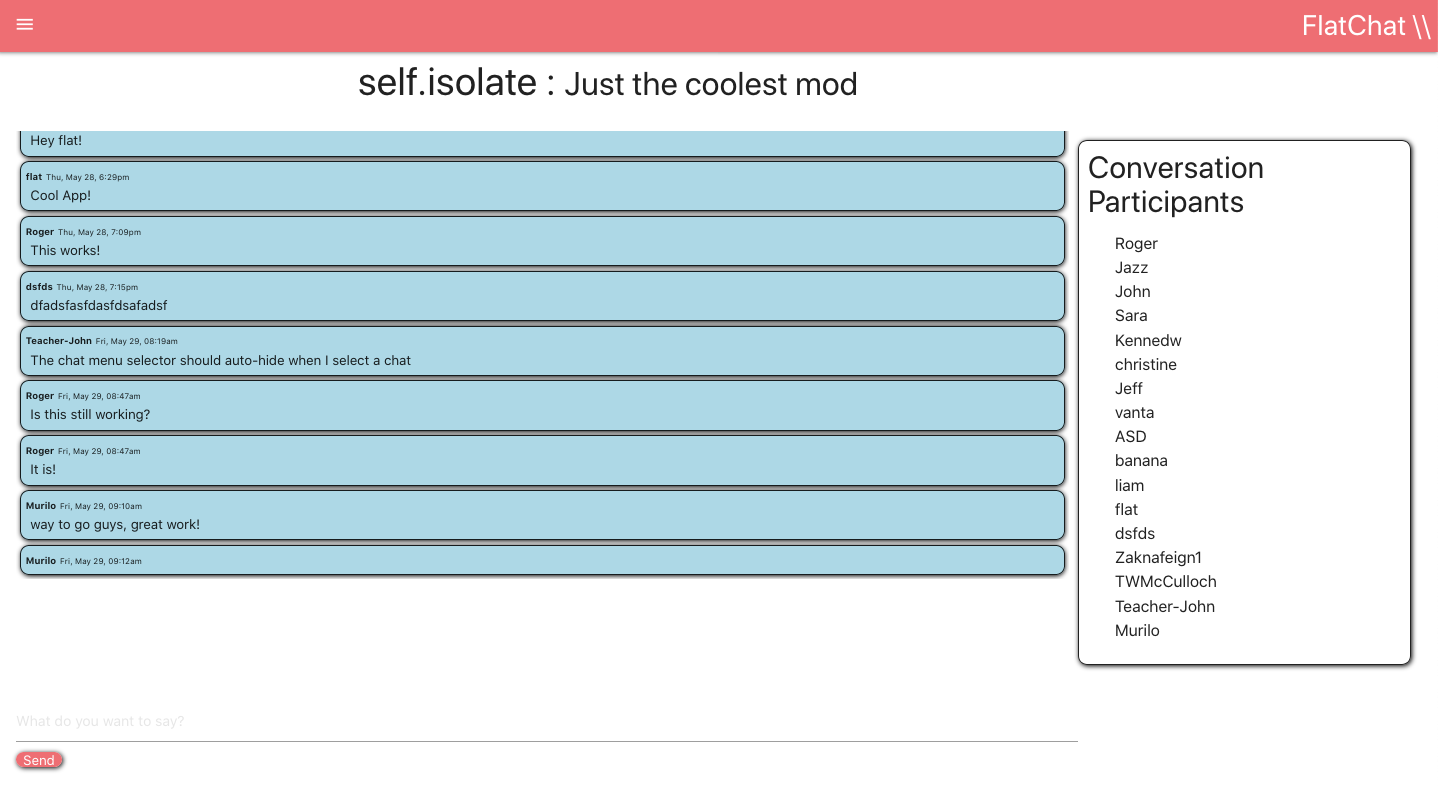 FlatChat \\
self.isolate : Just the coolest mod
Hey flat!
flat Thu, May 28, 6:29pm
Cool App!
Roger Thu, May 28, 7:09pm
This works!
dsfds Thu, May 28, 7:15pm
dfadsfasfdasfdsafadsf
Teacher-John Fri, May 29, 08:19am
The chat menu selector should auto-hide when I select a chat
Roger Fri, May 29, 08:47am
Is this still working?
Roger Fri, May 29, 08:47am
It is!
Murilo Fri, May 29, 09:10am
way to go guys, great work!
Murilo Fri, May 29, 09:12am
What do you want to say?
Send
Conversation
Participants
Roger
Jazz
John
Sara
Kennedw
christine
Jeff
vanta
ASD
banana
liam
flat
dsfds
Zaknafeign1
TWMcCulloch
Teacher-John
Murilo